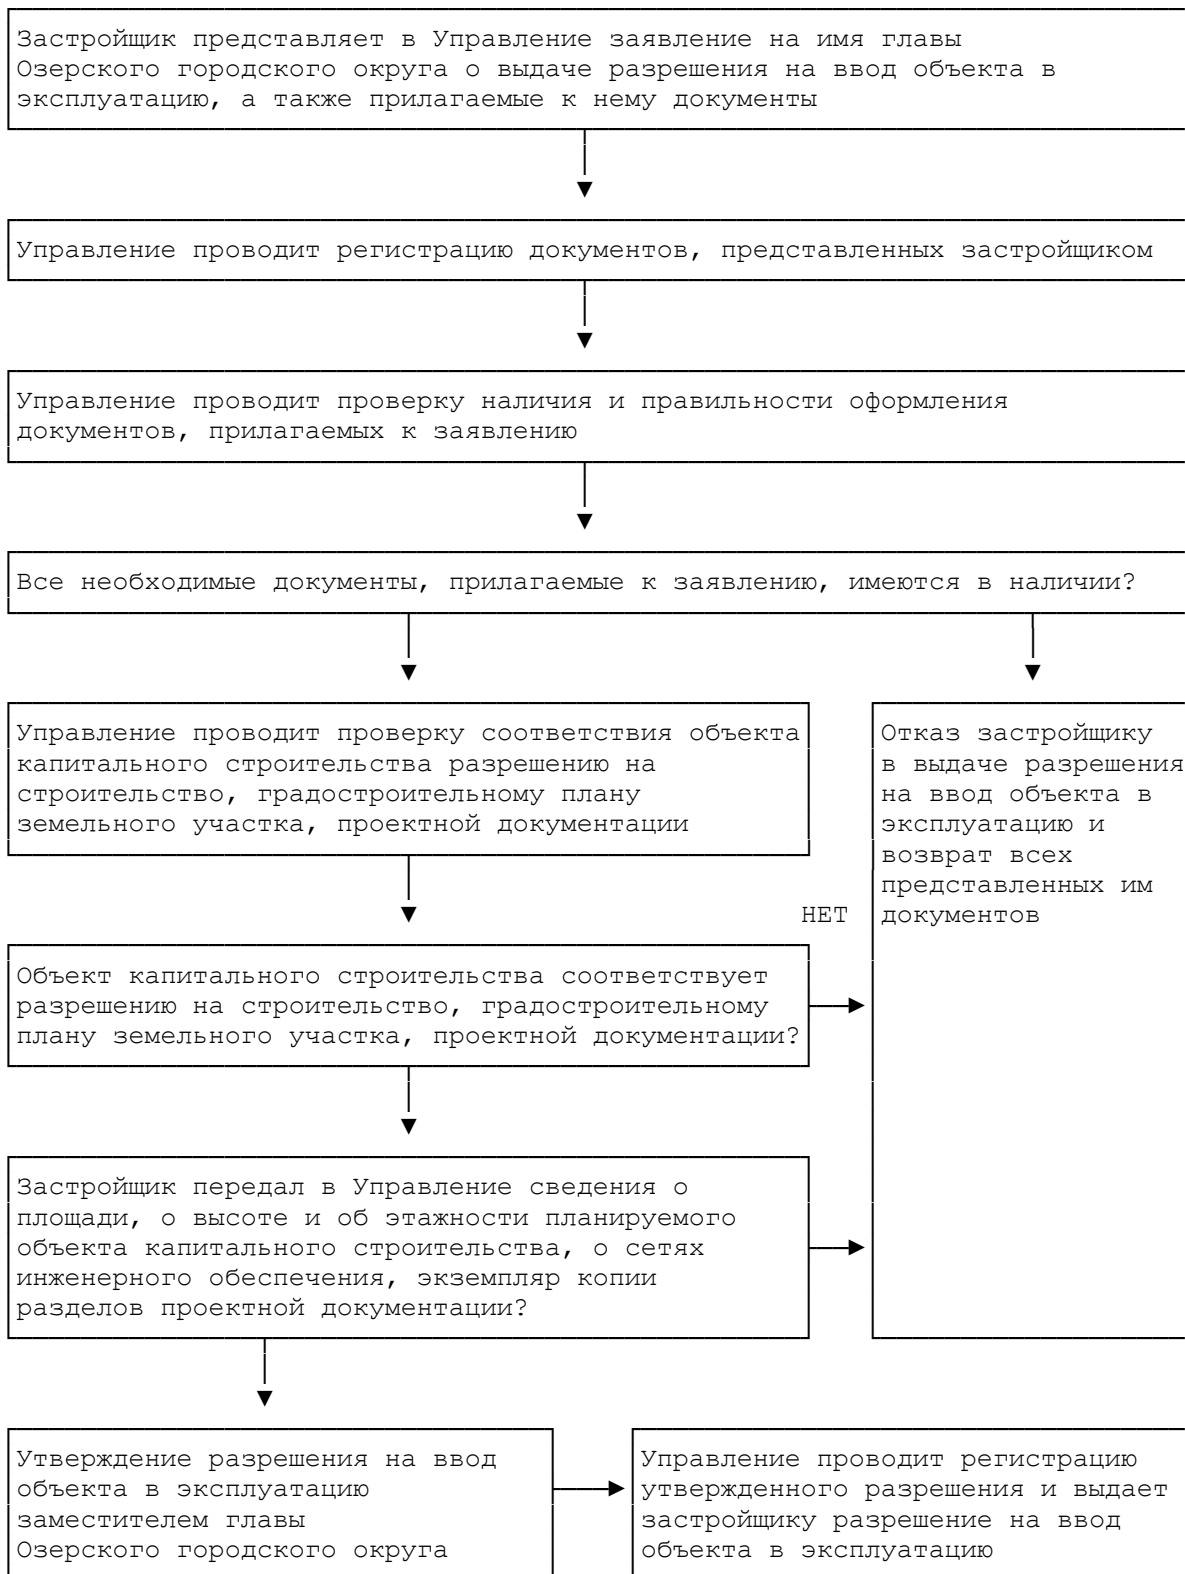 Застройщик представляет в Управление заявление на имя главы
Озерского городского округа о выдаче разрешения на ввод объекта в
эксплуатацию, а также прилагаемые к нему документы
Управление проводит регистрацию документов, представленных застройщиком
Управление проводит проверку наличия и правильности оформления
документов, прилагаемых к заявлению
Все необходимые документы, прилагаемые к заявлению, имеются в наличии?
Управление проводит проверку соответствия объекта
капитального строительства разрешению на
строительство, градостроительному плану
земельного участка, проектной документации
Отказ застройщику
в выдаче разрешения
на ввод объекта в
эксплуатацию и
возврат всех
представленных им
документов
НЕТ
Объект капитального строительства соответствует
разрешению на строительство, градостроительному
плану земельного участка, проектной документации?
Застройщик передал в Управление сведения о
площади, о высоте и об этажности планируемого
объекта капитального строительства, о сетях
инженерного обеспечения, экземпляр копии
разделов проектной документации?
Утверждение разрешения на ввод
объекта в эксплуатацию
заместителем главы
Озерского городского округа
Управление проводит регистрацию
утвержденного разрешения и выдает
застройщику разрешение на ввод
объекта в эксплуатацию